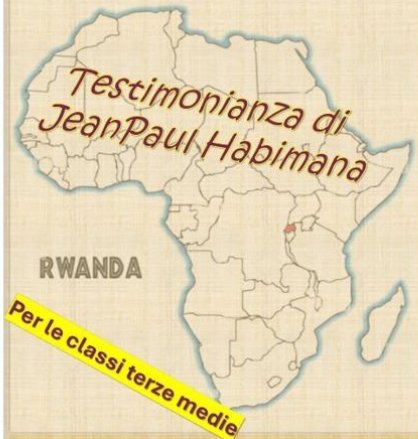 Testimonianza di
JeanPaul Habimana
RWANDA
Per le classi terze medie